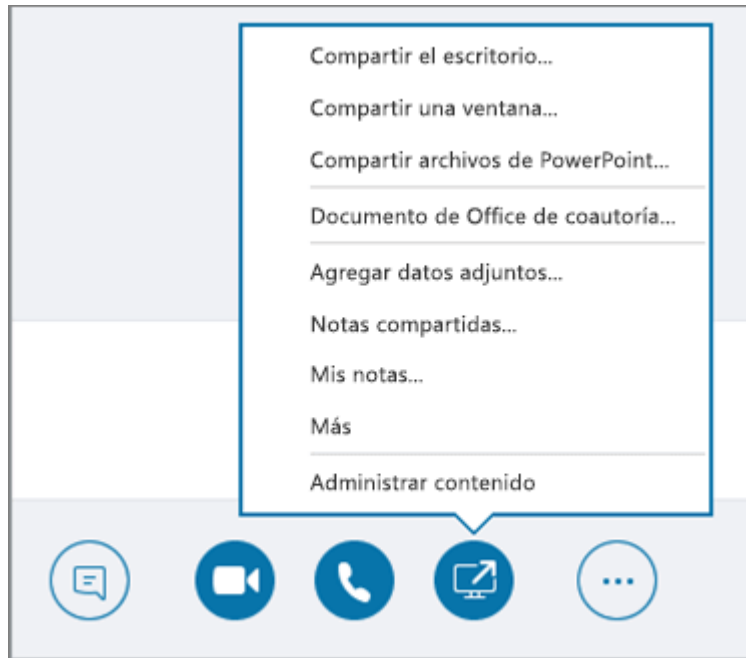 Compartir el escritorio...
Compartir una ventana...
Compartir archivos de PowerPoint...
Documento de Office de coautoría...
Agregar datos adjuntos...
Notas compartidas...
Mis notas...
Más
Administrar contenido